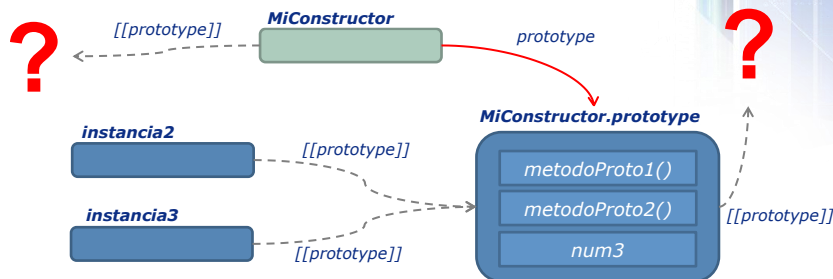 MiConstructor
[[prototype]]
prototype
?
?
MiConstructor.prototype
instancia2
[[prototype]]
metodoProto1()
metodoProto2()
[[prototype]]
instancia3
[[prototype]]
num3